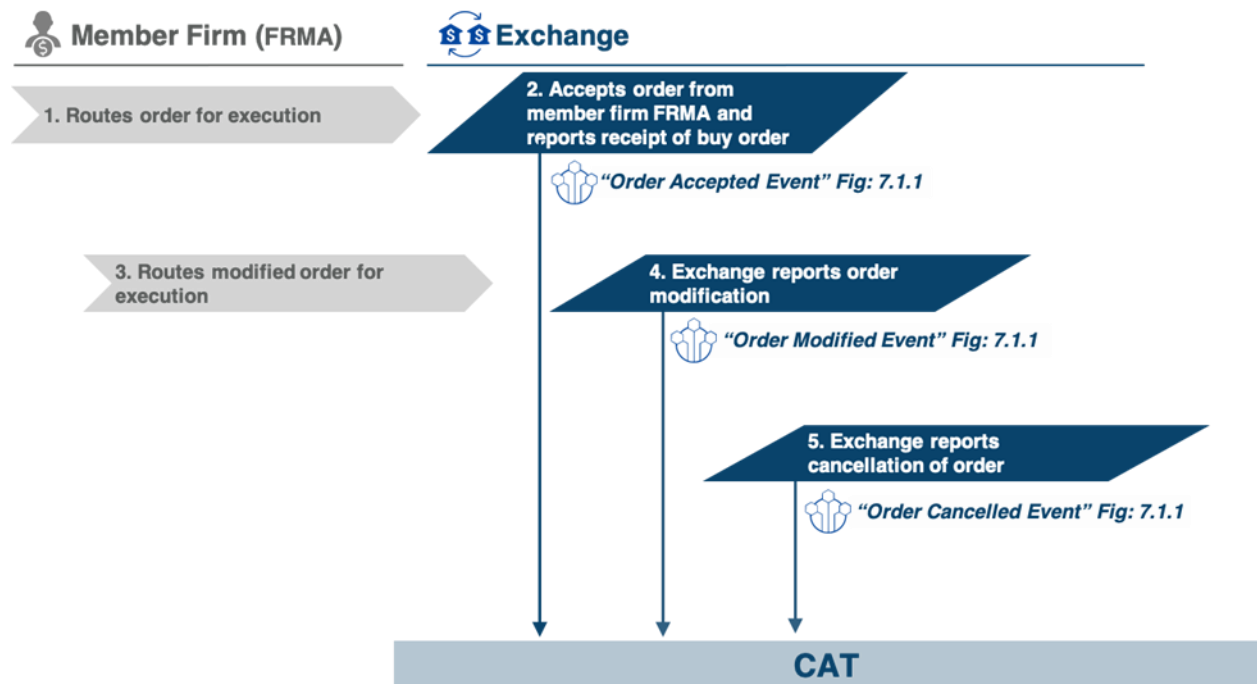 Member Firm (FRMA)
Exchange
1. Routes order for execution
2. Accepts order from
member firm FRMA and
reports receipt of buy order
“Order Accepted Event” Fig: 7.1.1
3. Routes modified order for
execution
4. Exchange reports order
modification
“Order Modified Event” Fig: 7.1.1
5. Exchange reports
cancellation of order
“Order Cancelled Event” Fig: 7.1.1
CAT